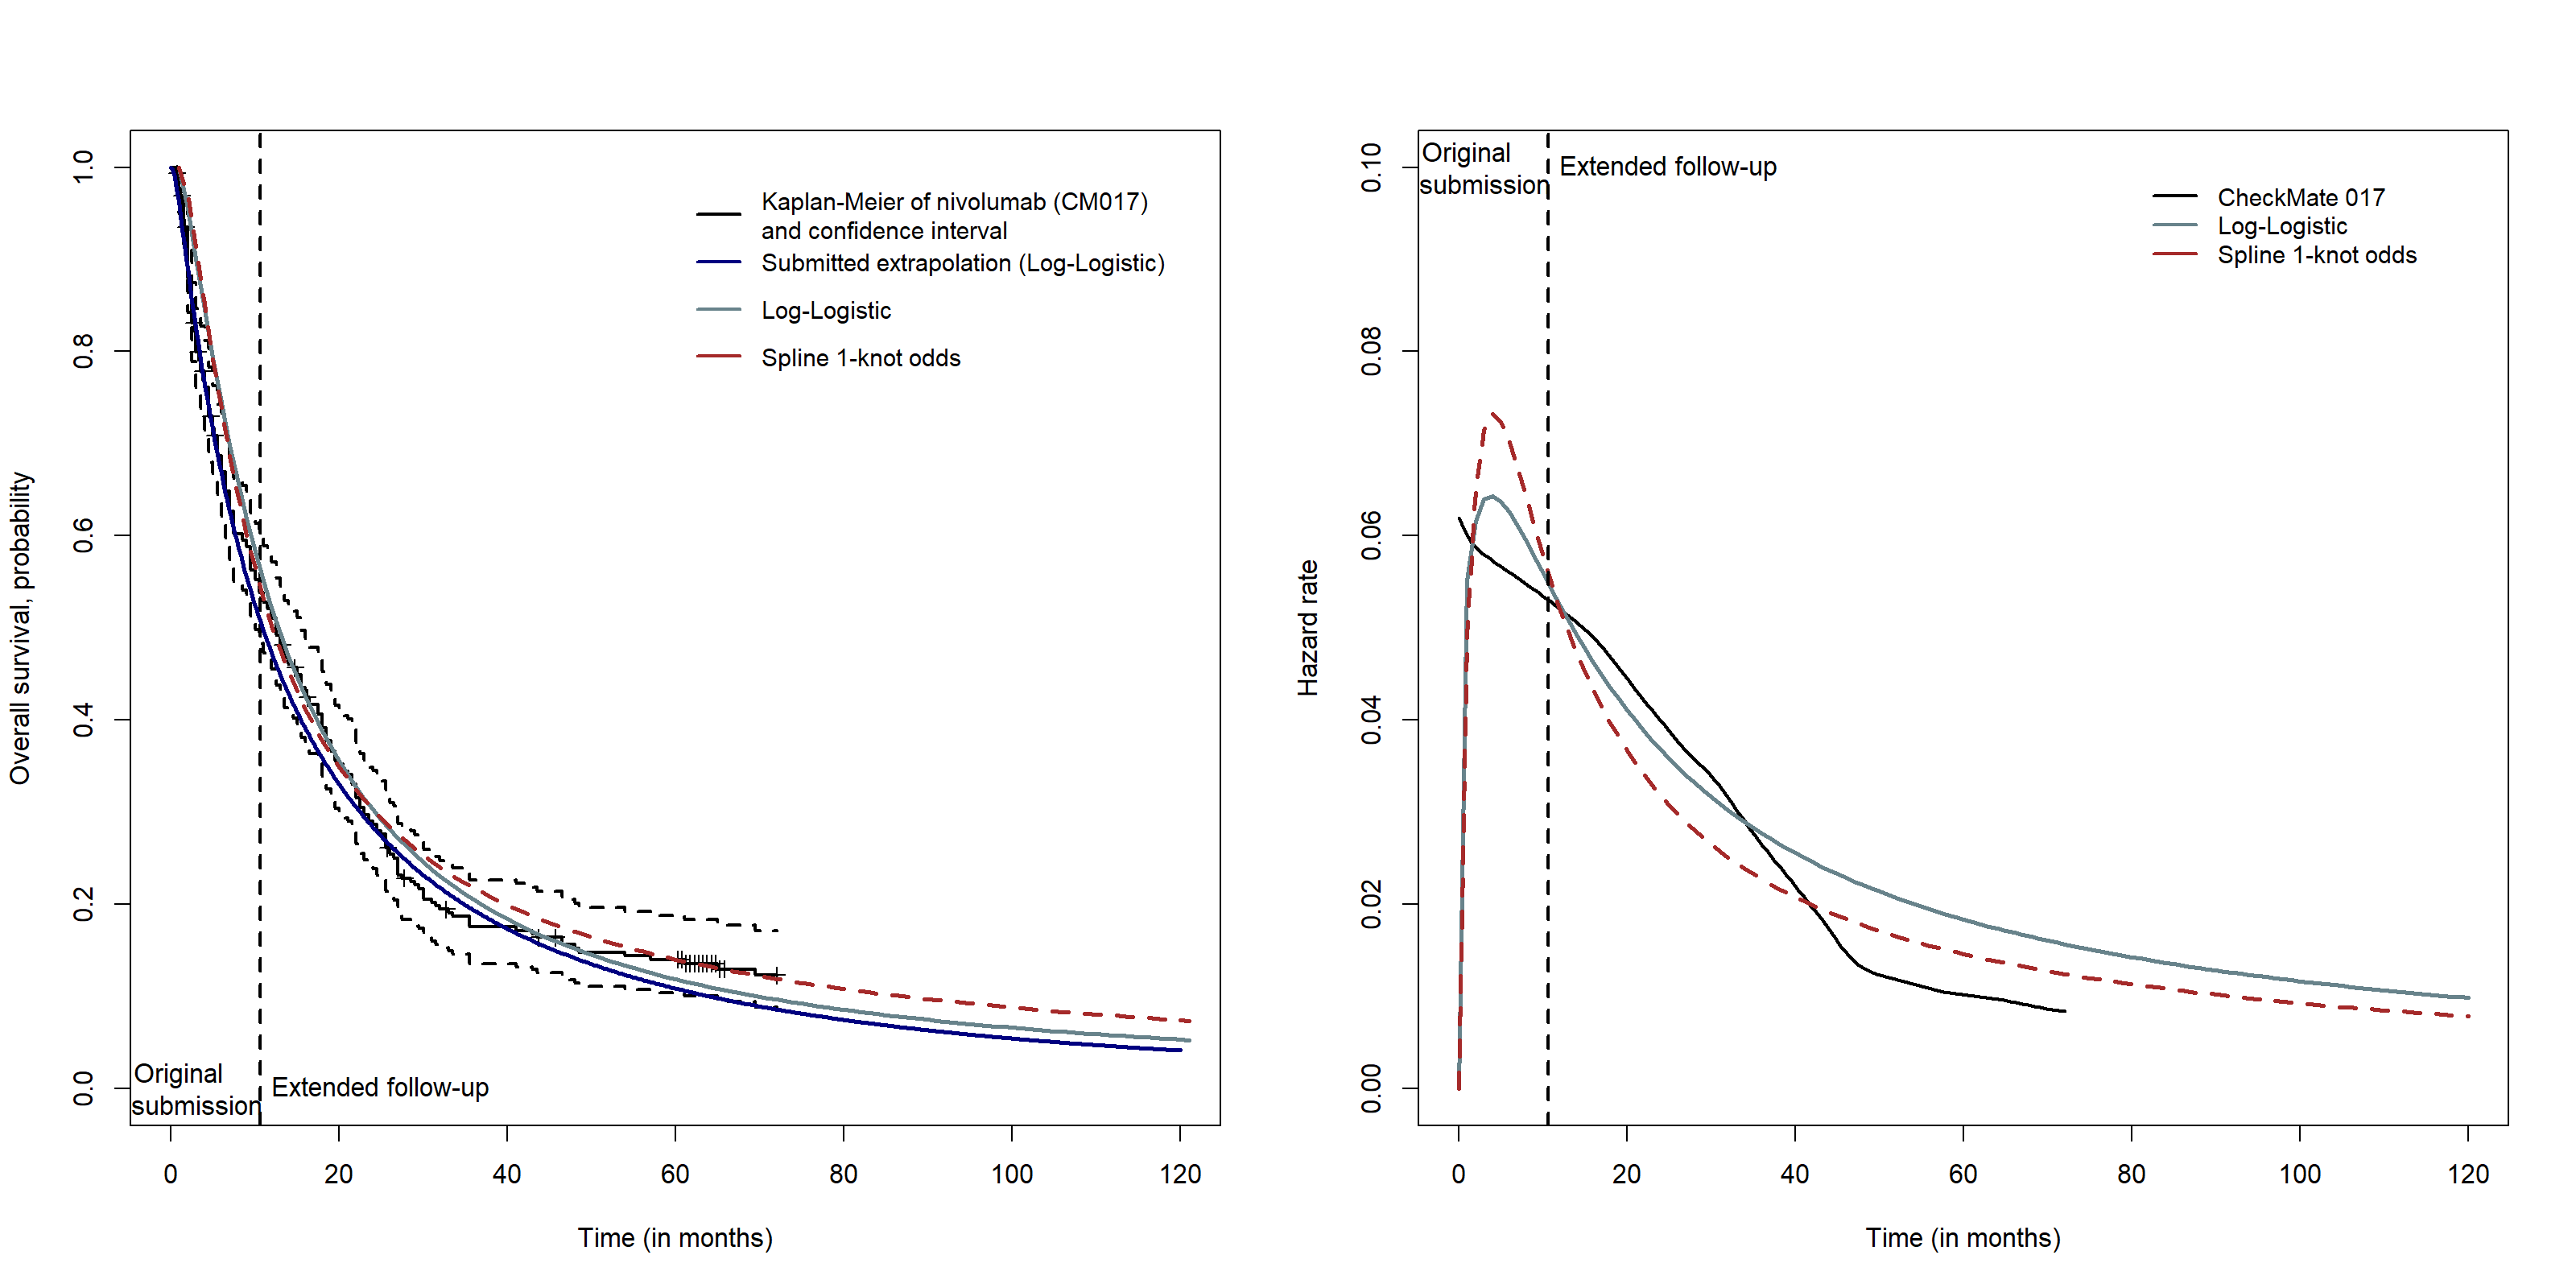 Overall survival, probability
1.0
0.8
0.6
0.4
0.2
0.0
Kaplan-Meier of nivolumab (CM017)
and confidence interval
Submitted extrapolation (Log-Logistic)
Log-Logistic
Spline 1-knot odds
Original
submission
Extended follow-up
0 20 40 60 80 100 120
Time (in months)
Hazard rate
0.10
0.08
0.06
0.04
0.02
0.00
Original
submission
Extended follow-up
CheckMate 017
Log-Logistic
Spline 1-knot odds
0 20 40 60 80 100 120
Time (in months)